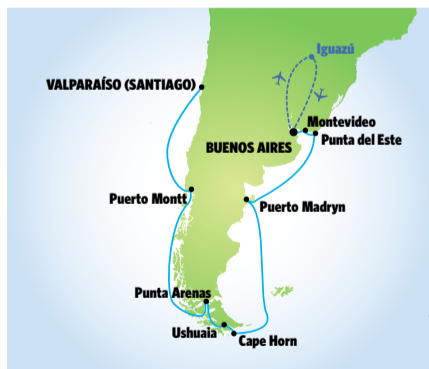 Iguazú
VALPARAÍSO (SANTIAGO)
Montevideo
Punta del Este
BUENOS AIRES
Puerto Montt
Puerto Madryn
Punta Arenas
Ushuaia
Cape Horn